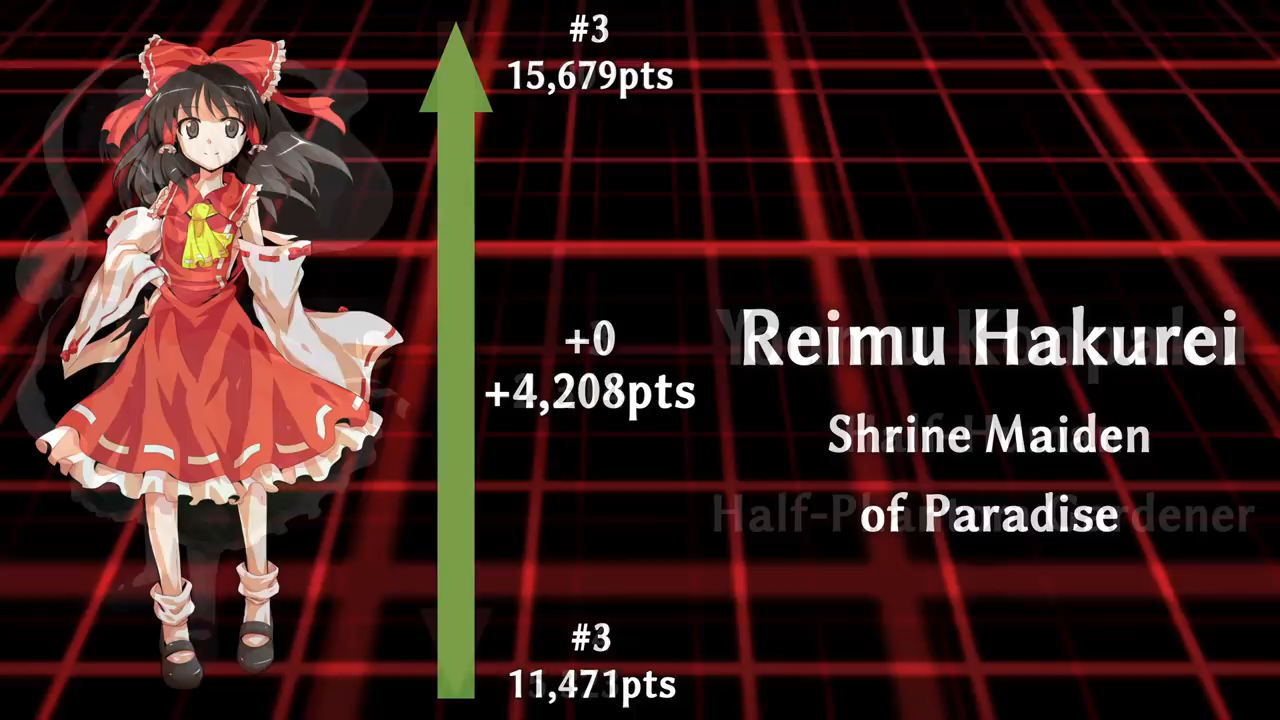 #3
15,679pts
+0
+4,208pts
Reimu Hakurei
Shrine Maiden
of Paradise
#3
11,471pts